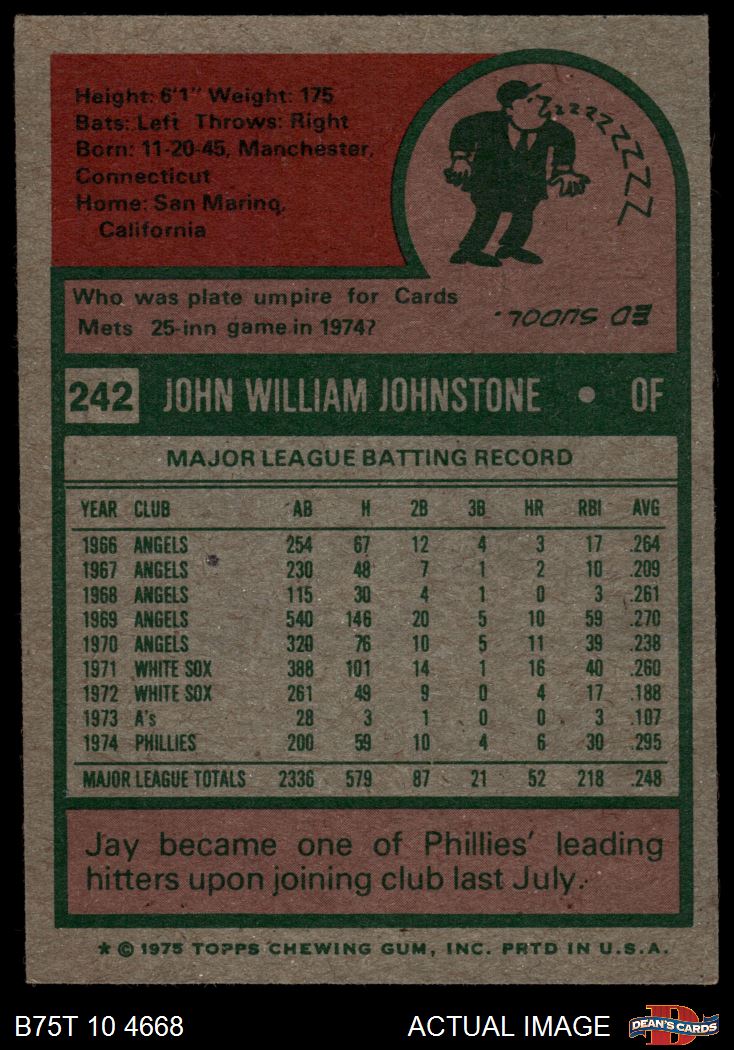 Height: 6'1" Weight: 175
Bats: Left Throws: Right
Born: 11-20-45, Manchester,
Connecticut
Home: San Marino,
California
ZZZZZZZZZ
Who was plate umpire for Cards
Mets 25-inn game in 1974?
ED SUDOL.
242 JOHN WILLIAM JOHNSTONE • OF
MAJOR LEAGUE BATTING RECORD
YEAR CLUB AB H 2B 3B HR RBI AVG
1966 ANGELS 254 67 12 4 3 17 .264
1967 ANGELS 230 48 7 1 2 10 .209
1968 ANGELS 115 30 4 1 0 3 .261
1969 ANGELS 540 146 20 5 10 59 .270
1970 ANGELS 320 76 10 5 11 39 .238
1971 WHITE SOX 388 101 14 1 16 40 .260
1972 WHITE SOX 261 49 9 0 4 17 .188
1973 A's 28 3 1 0 0 3 .107
1974 PHILLIES 200 59 10 4 6 30 .295
MAJOR LEAGUE TOTALS 2336 579 87 21 52 218 .248
Jay became one of Phillies' leading
hitters upon joining club last July.
* © 1975 TOPPS CHEWING GUM, INC. PRTD IN U.S.A.
B75T 10 4668 ACTUAL IMAGE
D
DEAN'S CARDS